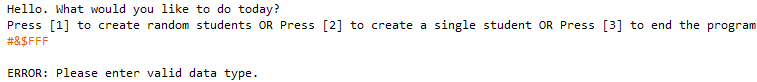 Hello. What would you like to do today?
Press [1] to create random students OR Press [2] to create a single student OR Press [3] to end the program
#&$FFF
ERROR: Please enter valid data type.